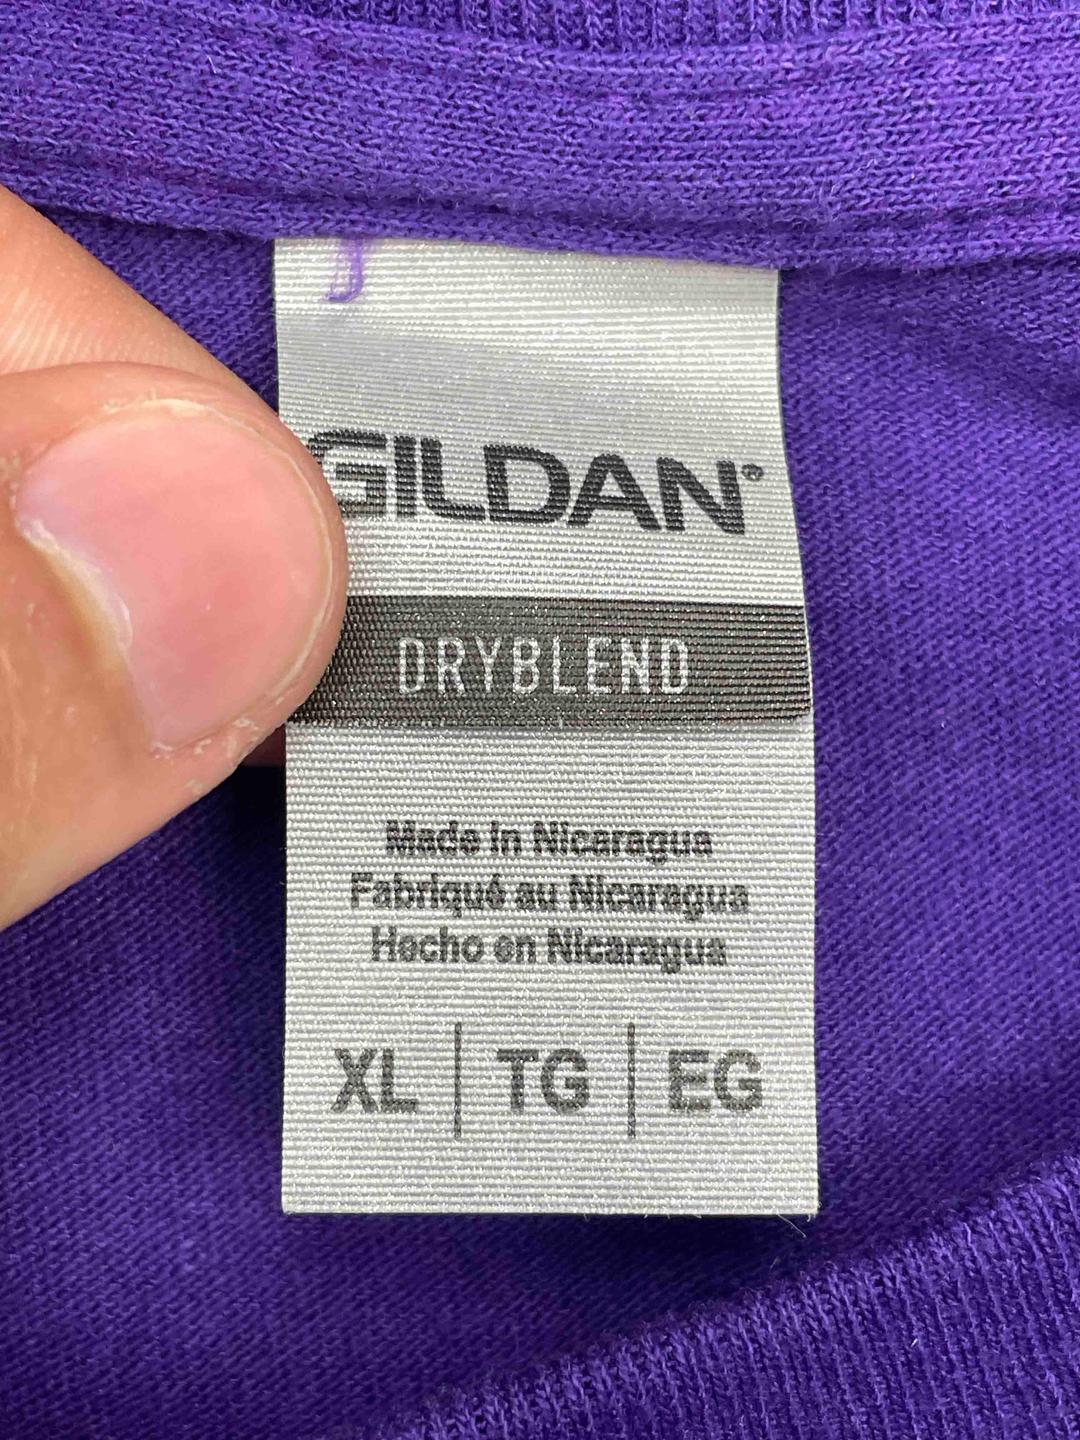 GILDAN®
DRYBLEND
Made in Nicaragua
Fabriqué au Nicaragua
Hecho en Nicaragua
XL | TG | EG